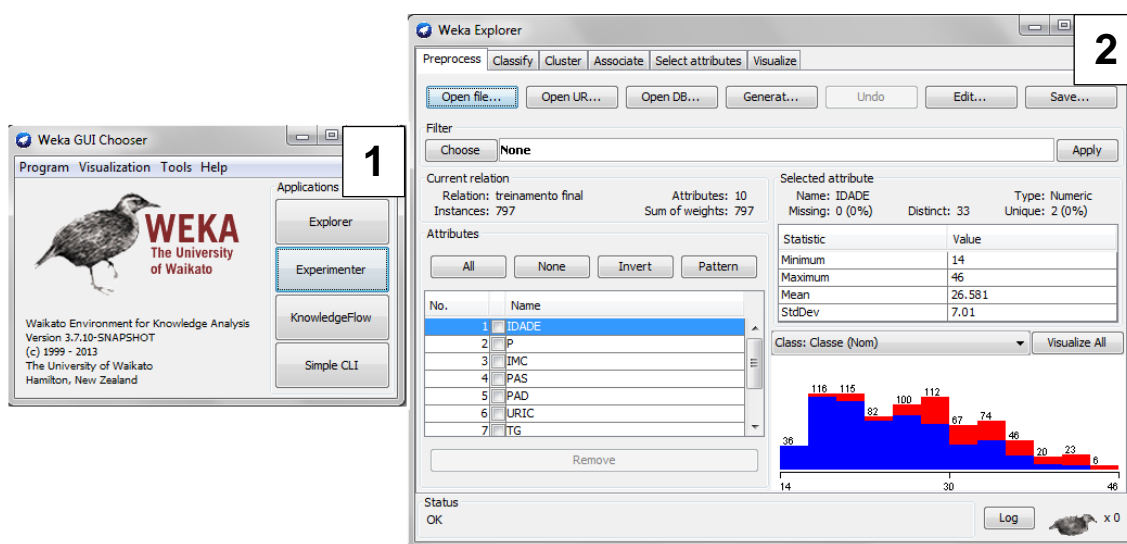 1
Weka GUI Chooser
Program Visualization Tools Help
WEKA
The University
of Waikato
Waikato Environment for Knowledge Analysis
Version 3.7.10-SNAPSHOT
(c) 1999 - 2013
The University of Waikato
Hamilton, New Zealand
Applications
Explorer
Experimenter
KnowledgeFlow
Simple CLI
2
Weka Explorer
Preprocess Classify Cluster Associate Select attributes Visualize
Open file... Open UR... Open DB... Generat... Undo Edit... Save...
Filter
Choose None Apply
Current relation
Relation: treinamento final Attributes: 10
Instances: 797 Sum of weights: 797
Attributes
All None Invert Pattern
No. Name
1 IDADE
2 P
3 IMC
4 PAS
5 PAD
6 URIC
7 TG
Remove
Selected attribute
Name: IDADE Type: Numeric
Missing: 0 (0%) Distinct: 33 Unique: 2 (0%)
Statistic Value
Minimum 14
Maximum 46
Mean 26.581
StdDev 7.01
Class: Classe (Nom) Visualize All
36 116 115 82 100 112 67 74 46 20 23 6
14 30 46
Status
OK
Log x 0